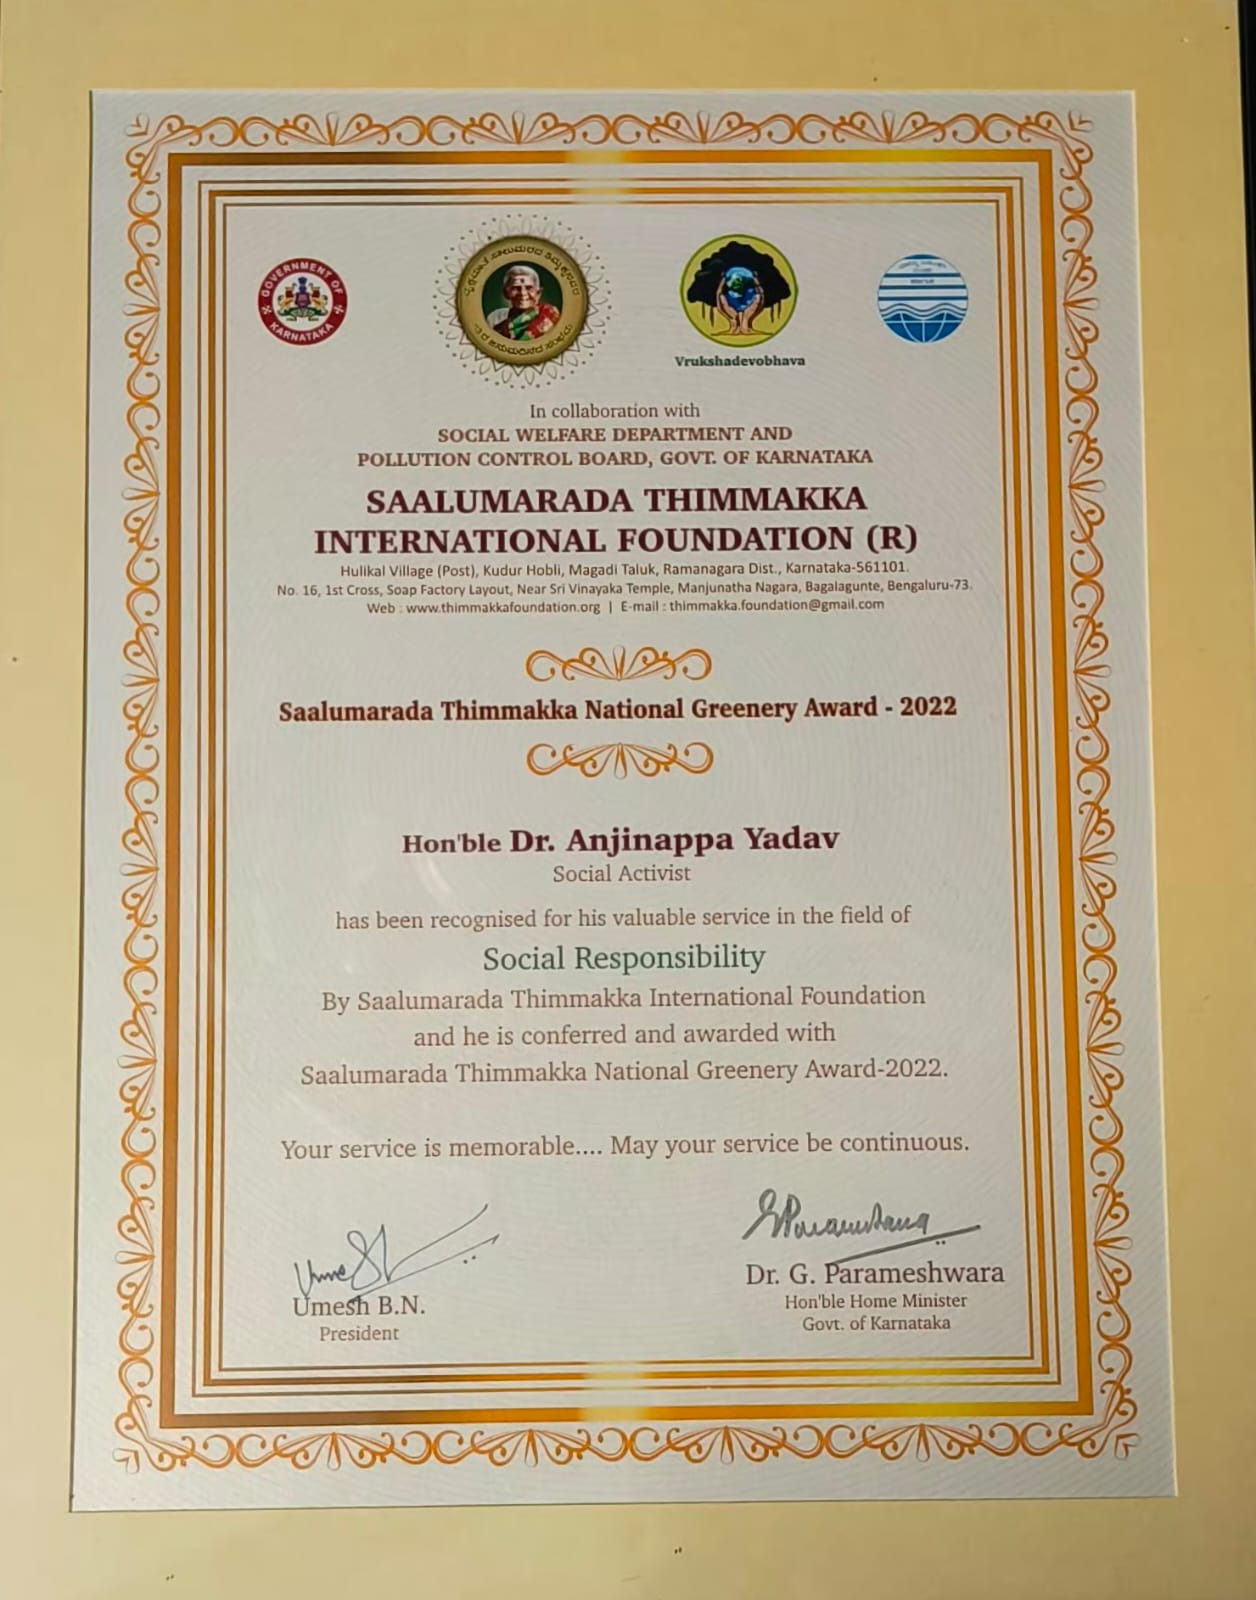 GOVERNMENT OF KARNATAKA
Vrukshadevobhava
In collaboration with
SOCIAL WELFARE DEPARTMENT AND
POLLUTION CONTROL BOARD, GOVT. OF KARNATAKA
SAALUMARADA THIMMAKKA
INTERNATIONAL FOUNDATION (R)
Hulikal Village (Post), Kudur Hobli, Magadi Taluk, Ramanagara Dist., Karnataka-561101.
No. 16, 1st Cross, Soap Factory Layout, Near Sri Vinayaka Temple, Manjunatha Nagara, Bagalagunte, Bengaluru-73.
Web : www.thimmakkafoundation.org | E-mail : thimmakka.foundation@gmail.com
Saalumarada Thimmakka National Greenery Award - 2022
Hon'ble Dr. Anjinappa Yadav
Social Activist
has been recognised for his valuable service in the field of
Social Responsibility
By Saalumarada Thimmakka International Foundation
and he is conferred and awarded with
Saalumarada Thimmakka National Greenery Award-2022.
Your service is memorable.... May your service be continuous.
Umesh B.N.
President
Dr. G. Parameshwara
Hon'ble Home Minister
Govt. of Karnataka